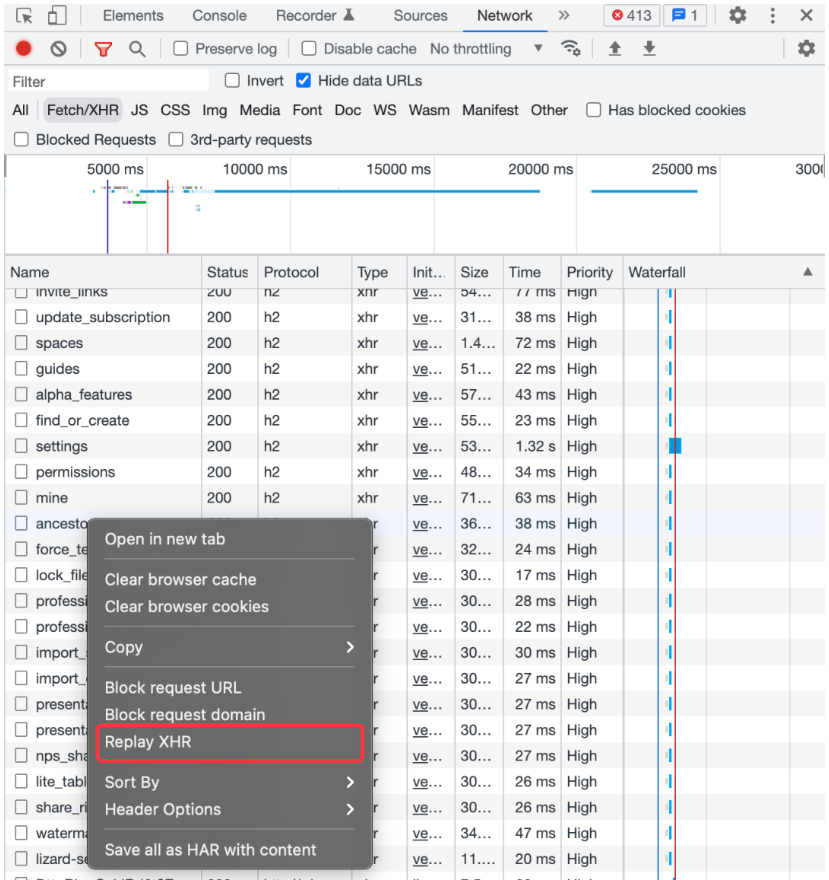 Elements Console Recorder Sources Network » 413 1
Preserve log Disable cache No throttling
Filter Invert Hide data URLs
All Fetch/XHR JS CSS Img Media Font Doc WS Wasm Manifest Other Has blocked cookies
Blocked Requests 3rd-party requests
5000 ms 10000 ms 15000 ms 20000 ms 25000 ms
Name Status Protocol Type Init... Size Time Priority Waterfall
invite_links 200 h2 xhr ve... 54... 77 ms High
update_subscription 200 h2 xhr ve... 31... 38 ms High
spaces 200 h2 xhr ve... 1.4... 72 ms High
guides 200 h2 xhr ve... 51... 22 ms High
alpha_features 200 h2 xhr ve... 57... 43 ms High
find_or_create 200 h2 xhr ve... 55... 23 ms High
settings 200 h2 xhr ve... 53... 1.32 s High
permissions 200 h2 xhr ve... 48... 34 ms High
mine 200 h2 xhr ve... 71... 63 ms High
ancesto r ve... 36... 38 ms High
force_te r ve... 32... 24 ms High
lock_file r ve... 30... 17 ms High
professi r ve... 30... 28 ms High
professi r ve... 30... 22 ms High
import_ r ve... 30... 30 ms High
import_ r ve... 30... 27 ms High
presenta r ve... 30... 27 ms High
presenta r ve... 30... 27 ms High
nps_sha r ve... 30... 27 ms High
lite_tabl r ve... 30... 26 ms High
share_ri r ve... 30... 26 ms High
waterma r ve... 34... 47 ms High
lizard-se r ve... 11.... 20 ms High
Open in new tab
Clear browser cache
Clear browser cookies
Copy
Block request URL
Block request domain
Replay XHR
Sort By
Header Options
Save all as HAR with content